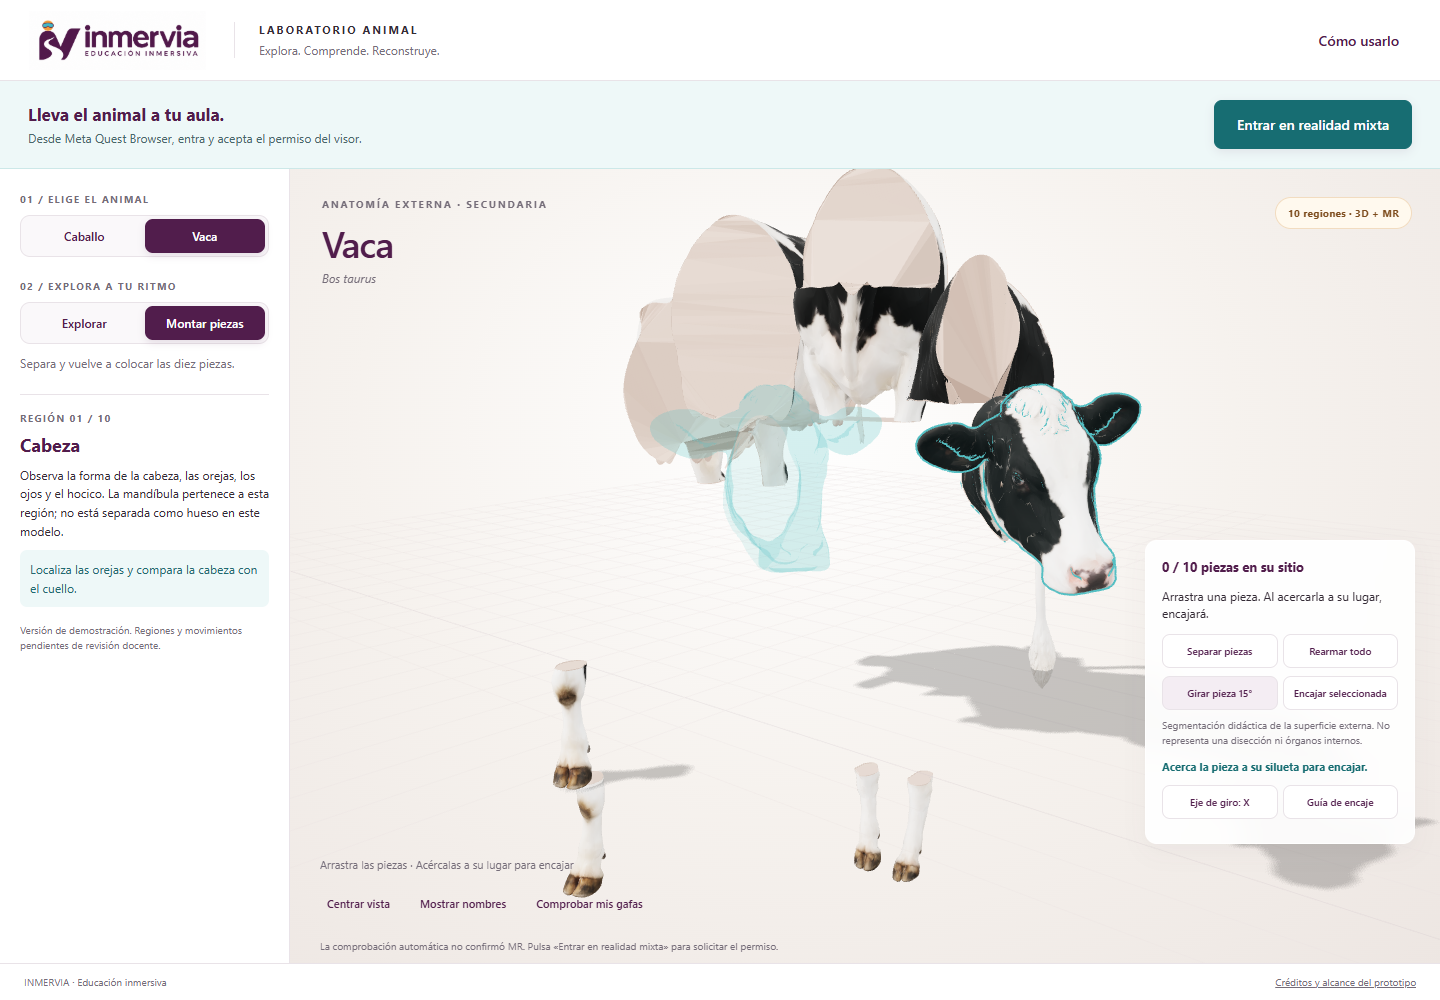 inmervia
EDUCACIÓN INMERSIVA
LABORATORIO ANIMAL
Explora. Comprende. Reconstruye.
Cómo usarlo
Lleva el animal a tu aula.
Desde Meta Quest Browser, entra y acepta el permiso del visor.
Entrar en realidad mixta
01 / ELIGE EL ANIMAL
Caballo
Vaca
02 / EXPLORA A TU RITMO
Explorar
Montar piezas
Separa y vuelve a colocar las diez piezas.
REGIÓN 01 / 10
Cabeza
Observa la forma de la cabeza, las orejas, los
ojos y el hocico. La mandíbula pertenece a esta
región; no está separada como hueso en este
modelo.
Localiza las orejas y compara la cabeza con
el cuello.
Versión de demostración. Regiones y movimientos
pendientes de revisión docente.
ANATOMÍA EXTERNA · SECUNDARIA
Vaca
Bos taurus
10 regiones · 3D + MR
0 / 10 piezas en su sitio
Arrastra una pieza. Al acercarla a su lugar,
encajará.
Separar piezas
Rearmar todo
Girar pieza 15°
Encajar seleccionada
Segmentación didáctica de la superficie externa. No
representa una disección ni órganos internos.
Acerca la pieza a su silueta para encajar.
Eje de giro: X
Guía de encaje
Arrastra las piezas · Acércalas a su lugar para encajar
Centrar vista
Mostrar nombres
Comprobar mis gafas
La comprobación automática no confirmó MR. Pulsa «Entrar en realidad mixta» para solicitar el permiso.
INMERVIA · Educación inmersiva
Créditos y alcance del prototipo